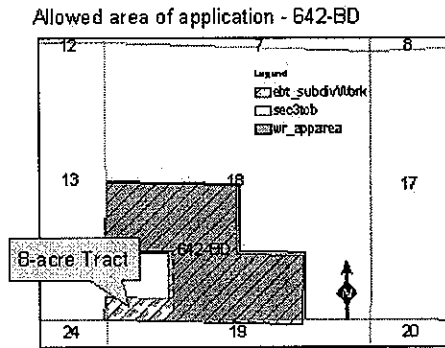 Allowed area of application - 642-BD
12 7 8
Legend
ebt_subdivWork
sec3tob
wr_apparea
13 18 17
642-BD
8-acre Tract
N
24 19 20